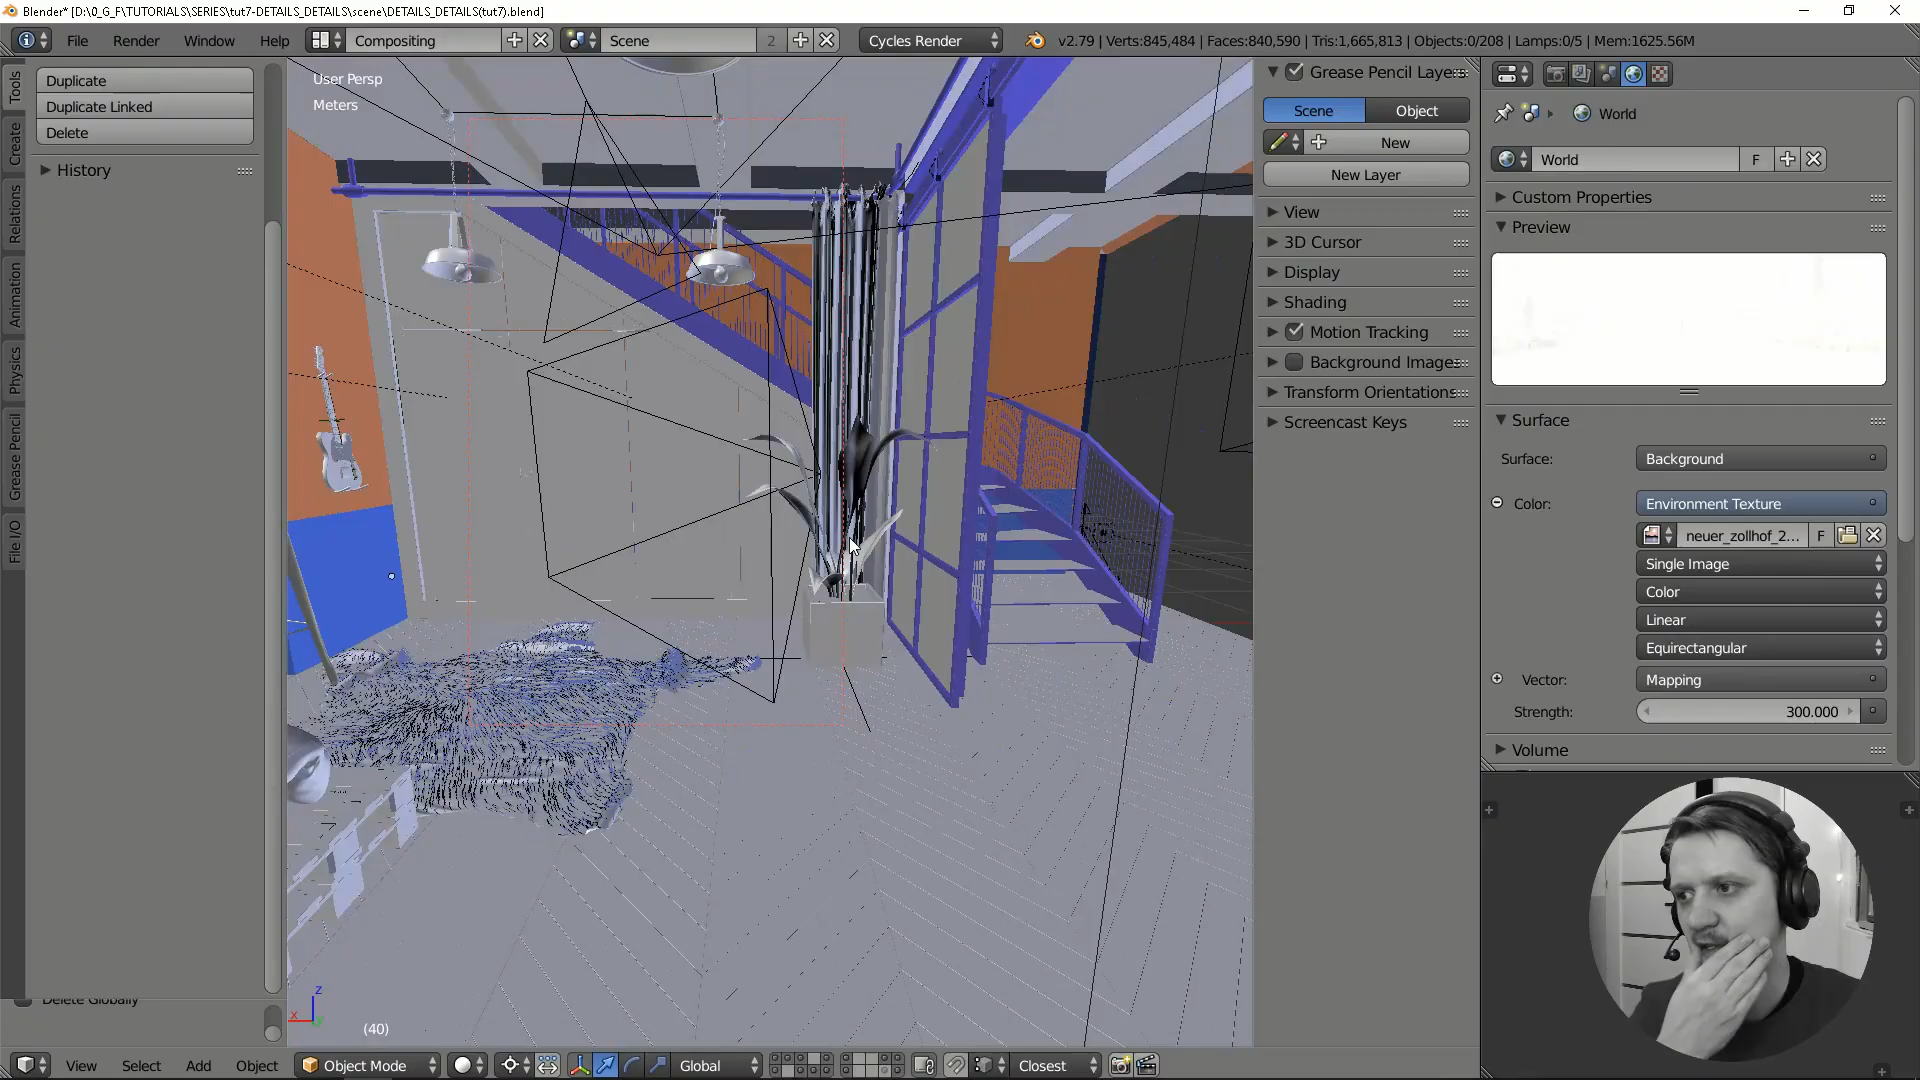 Blender* [D:\0_G_F\TUTORIALS\SERIES\tut7-DETAILS_DETAILS\scene\DETAILS_DETAILS(tut7).blend]
File Render Window Help Compositing Scene 2 Cycles Render v2.79 | Verts:845,484 | Faces:840,590 | Tris:1,665,813 | Objects:0/208 | Lamps:0/5 | Mem:1625.56M
Tools
Create
Relations
Animation
Physics
Grease Pencil
File I/O
Duplicate
Duplicate Linked
Delete
History
Delete Globally
User Persp
Meters
(40)
z
x
Grease Pencil Laye
Scene Object
New
New Layer
View
3D Cursor
Display
Shading
Motion Tracking
Background Image
Transform Orientations
Screencast Keys
World
World F
Custom Properties
Preview
Surface
Surface: Background
Color: Environment Texture
neuer_zollhof_2... F
Single Image
Color
Linear
Equirectangular
Vector: Mapping
Strength: 300.000
Volume
View Select Add Object Object Mode Global Closest